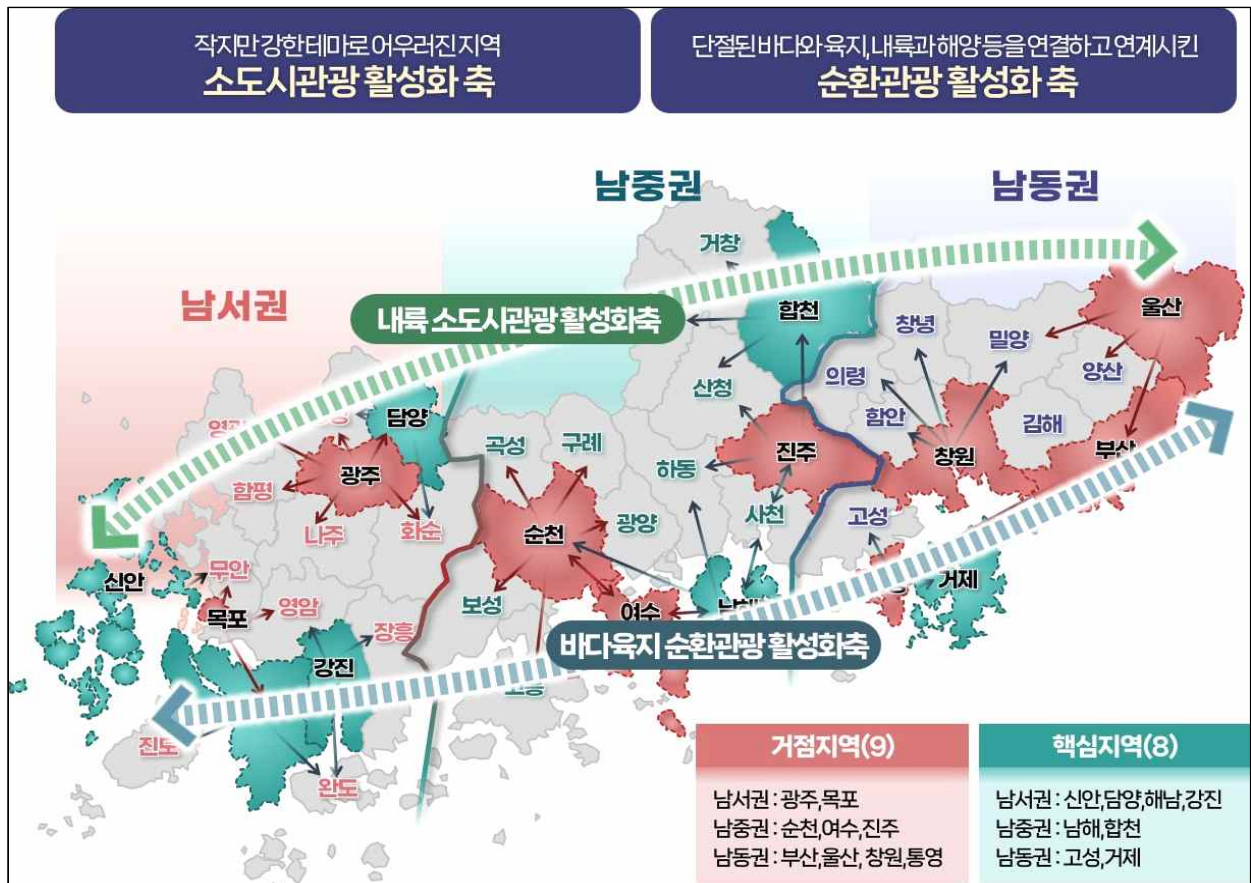 작지만 강한 테마로 어우러진 지역
소도시관광 활성화 축
단절된 바다와 육지, 내륙과 해양 등을 연결하고 연계시킨
순환관광 활성화 축
남중권
남동권
남서권
거창
내륙 소도시관광 활성화축
합천
울산
창녕
밀양
양산
산청
의령
함안
김해
담양
곡성
구례
하동
진주
창원
부산
광주
함평
나주
화순
순천
광양
사천
고성
신안
무안
목포
영암
장흥
강진
보성
여수
거제
바다육지 순환관광 활성화축
진도
완도
거점지역(9)
남서권 : 광주,목포
남중권 : 순천,여수,진주
남동권 : 부산,울산, 창원,통영
핵심지역(8)
남서권 : 신안,담양,해남,강진
남중권 : 남해,합천
남동권 : 고성,거제